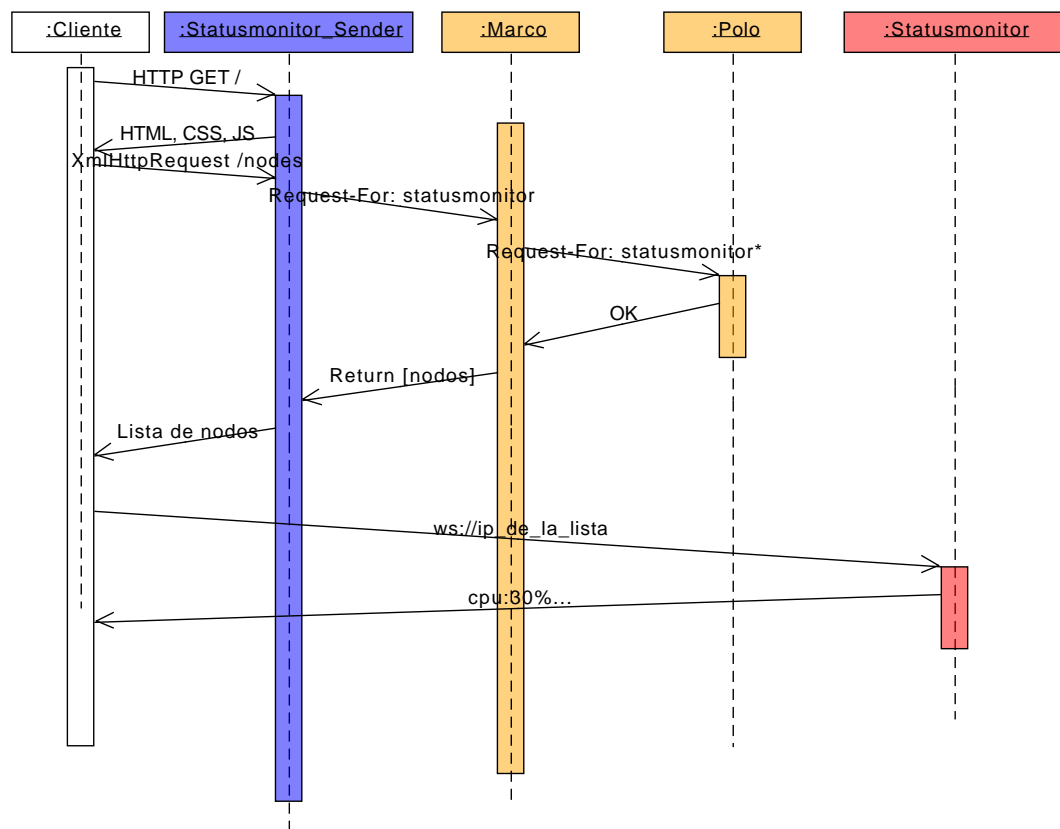 :Cliente
:Statusmonitor_Sender
:Marco
:Polo
:Statusmonitor
HTTP GET /
HTML, CSS, JS
XmlHttpRequest /nodes
Request-For: statusmonitor
Request-For: statusmonitor*
OK
Return [nodos]
Lista de nodos
ws://ip_de_la_lista
cpu:30%...